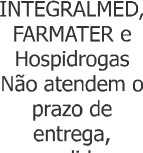 INTEGRALMED,
FARMATER e
Hospidrogas
Não atendem o
prazo de
entrega,